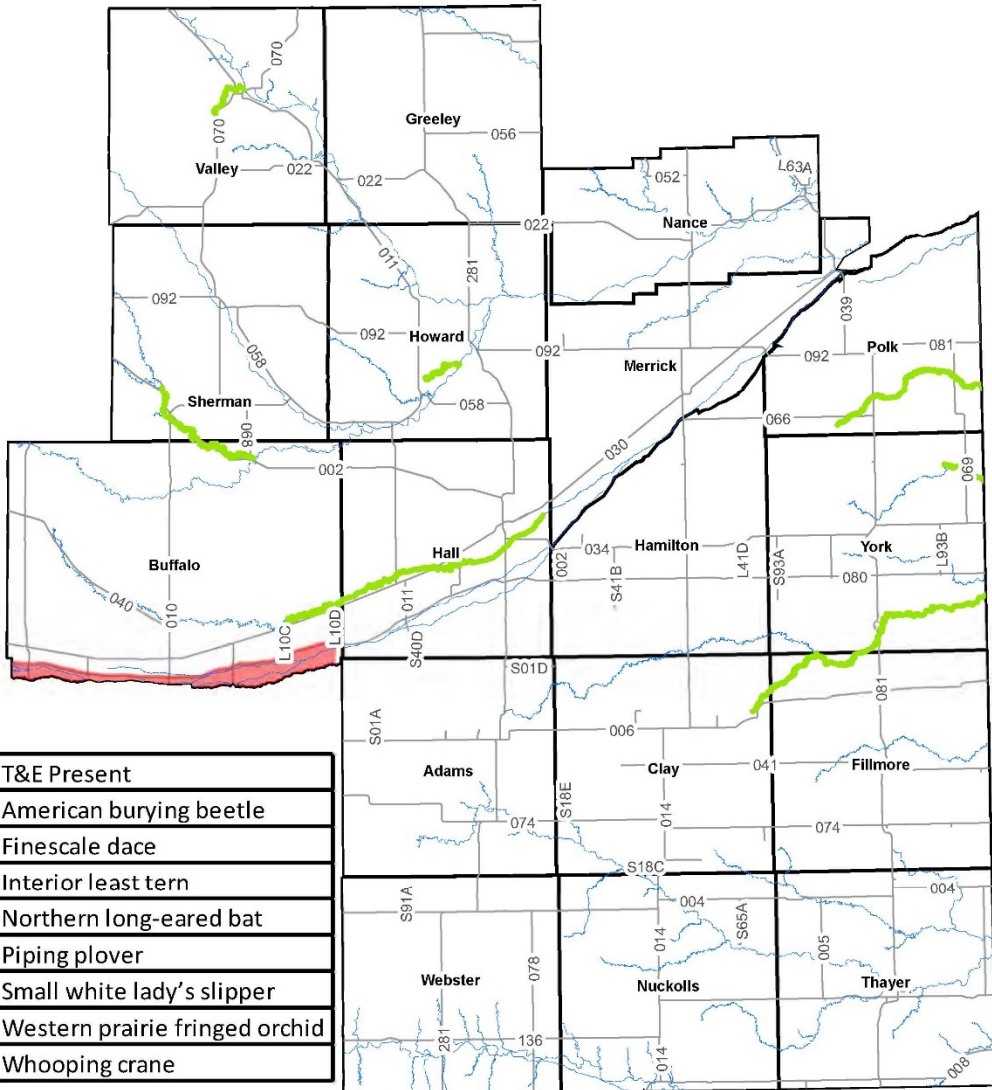 070
Greeley
056
070
Valley
022
022
052
L63A
Nance
022
011
281
092
092
Howard
092
058
Merrick
039
092
Polk
081
Sherman
058
066
068
030
002
069
Buffalo
Hall
034
Hamilton
York
L93B
002
S41B
L41D
S93A
080
040
010
011
L10C
L10D
S40D
S01D
081
S01A
006
Adams
Clay
041
Fillmore
S18E
014
074
074
S18C
004
S91A
004
014
S65A
005
Webster
078
Nuckolls
Thayer
281
136
014
008
T&E Present
American burying beetle
Finescale dace
Interior least tern
Northern long-eared bat
Piping plover
Small white lady's slipper
Western prairie fringed orchid
Whooping crane